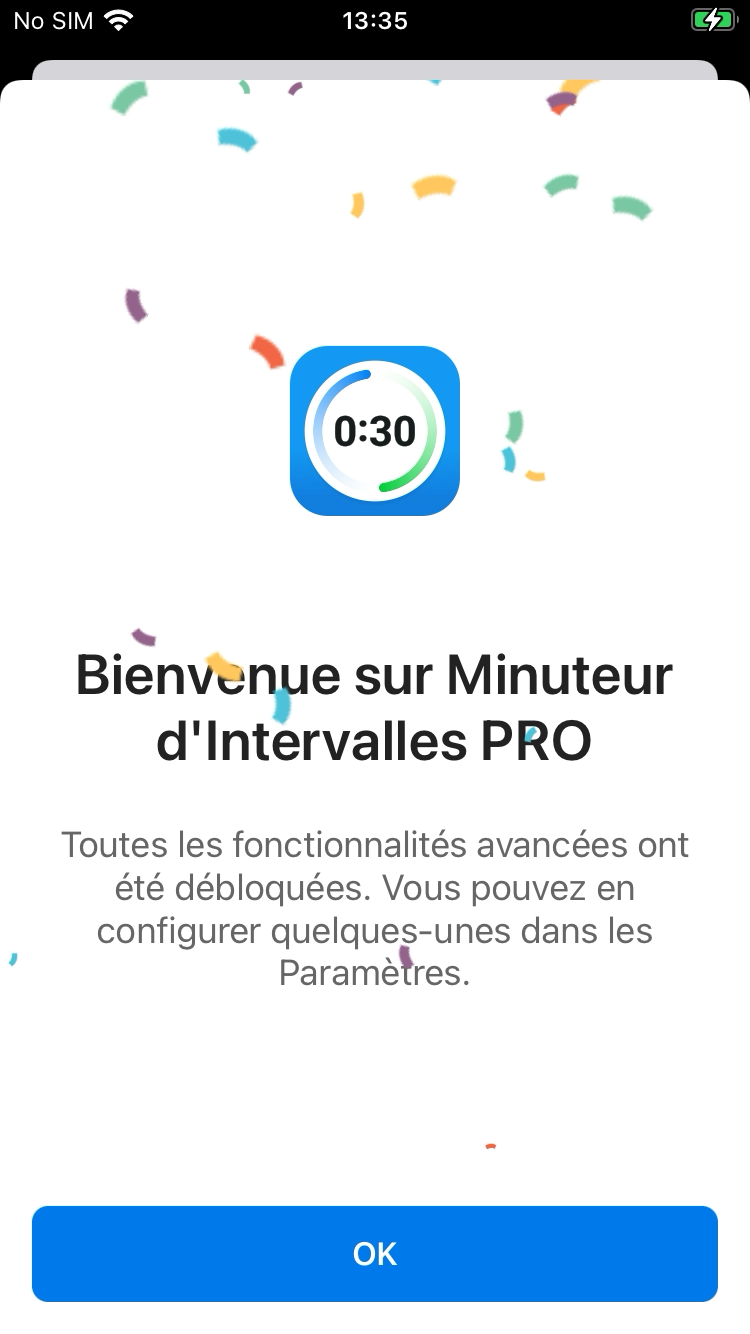 No SIM 13:35
0:30
Bienvenue sur Minuteur
d'Intervalles PRO
Toutes les fonctionnalités avancées ont
été débloquées. Vous pouvez en
configurer quelques-unes dans les
Paramètres.
OK